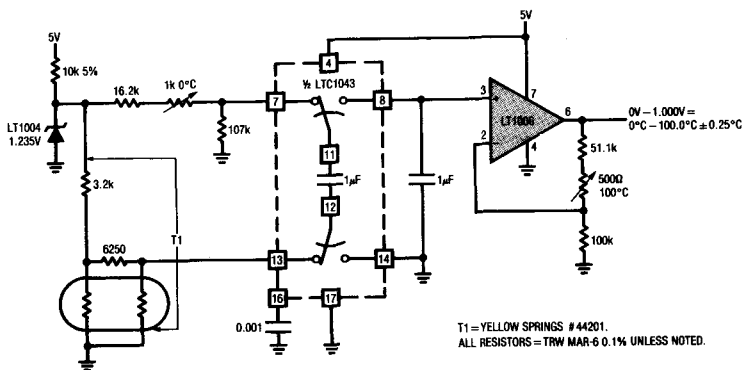 5V
10k 5%
LT1004
1.235V
16.2k
1k 0°C
107k
3.2k
T1
6250
½ LTC1043
4
7
8
11
1µF
12
13
14
16
17
0.001
1µF
5V
3
2
7
6
4
LT1006
0V–1.000V=
0°C–100.0°C ± 0.25°C
51.1k
500Ω
100°C
100k
T1 = YELLOW SPRINGS #44201.
ALL RESISTORS = TRW MAR-6 0.1% UNLESS NOTED.